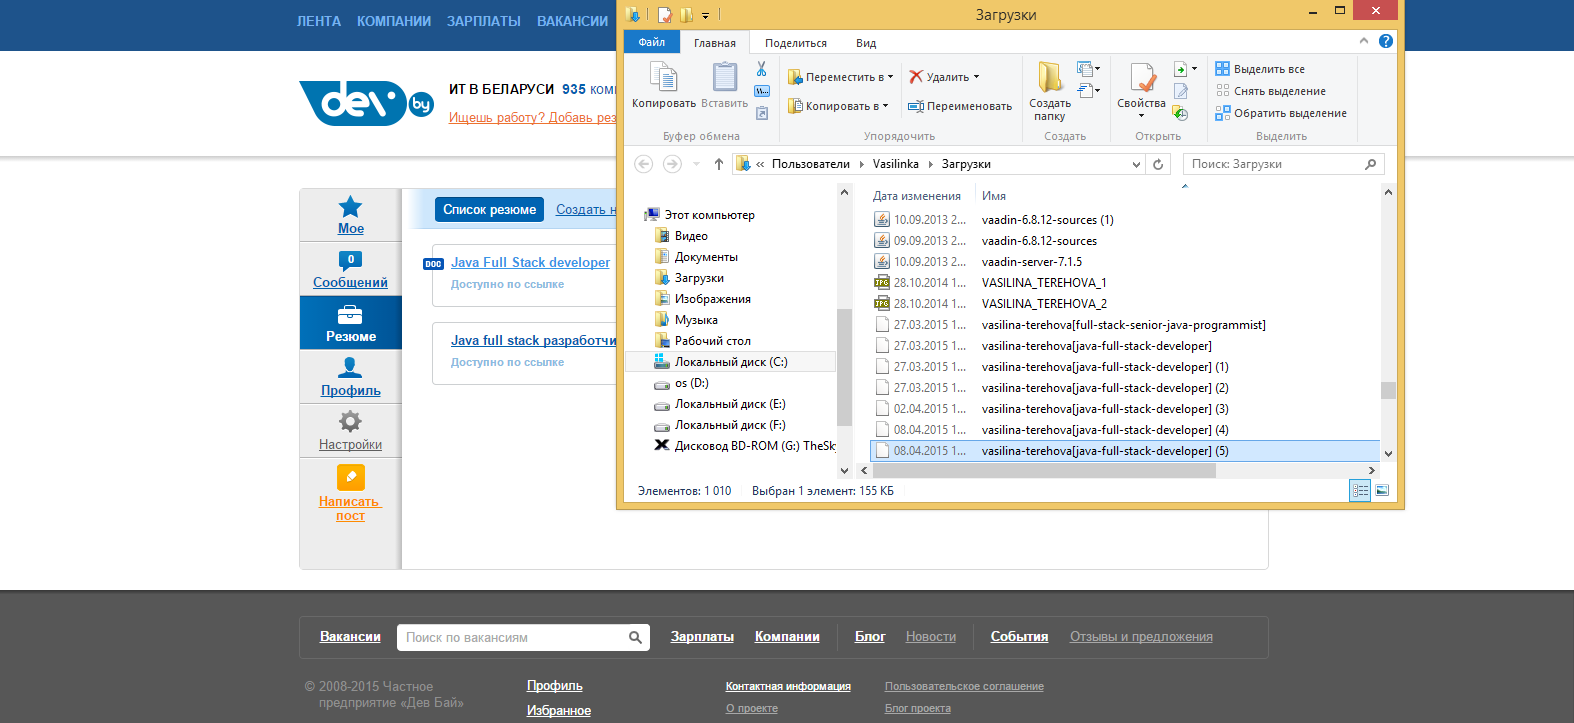 ЛЕНТА КОМПАНИИ ЗАРПЛАТЫ ВАКАНСИИ
dev by
ИТ В БЕЛАРУСИ 935
Ищешь работу? Добавь
Мое
0
Сообщений
Резюме
Профиль
Настройки
Написать
пост
Список резюме Создать
DOC Java Full Stack developer
Доступно по ссылке
Java full stack
Доступно по ссылке
Загрузки
Файл Главная Поделиться Вид
Копировать Вставить
Буфер обмена
Переместить в Удалить
Копировать в Переименовать
Упорядочить
Создать
папку
Создать
Свойства
Открыть
Выделить все
Снять выделение
Обратить выделение
Выделить
« Пользователи Vasilinka Загрузки
Поиск: Загрузки
Этот компьютер
Видео
Документы
Загрузки
Изображения
Музыка
Рабочий стол
Локальный диск (C:)
os (D:)
Локальный диск (E:)
Локальный диск (F:)
Дисковод BD-ROM (G:)
Дата изменения Имя
10.09.2013 2... vaadin-6.8.12-sources (1)
09.09.2013 2... vaadin-6.8.12-sources
10.09.2013 2... vaadin-server-7.1.5
JPG 28.10.2014 1... VASILINA_TEREHOVA_1
JPG 28.10.2014 1... VASILINA_TEREHOVA_2
27.03.2015 1... vasilina-terehova[full-stack-senior-java-programmist]
27.03.2015 1... vasilina-terehova[java-full-stack-developer]
27.03.2015 1... vasilina-terehova[java-full-stack-developer] (1)
27.03.2015 1... vasilina-terehova[java-full-stack-developer] (2)
02.04.2015 1... vasilina-terehova[java-full-stack-developer] (3)
08.04.2015 1... vasilina-terehova[java-full-stack-developer] (4)
08.04.2015 1... vasilina-terehova[java-full-stack-developer] (5)
Элементов: 1 010 Выбран 1 элемент: 155 КБ
Вакансии Поиск по вакансиям Зарплаты Компании Блог Новости События Отзывы и предложения
© 2008-2015 Частное
предприятие «Дев Бай»
Профиль
Избранное
Контактная информация
О проекте
Пользовательское соглашение
Блог проекта